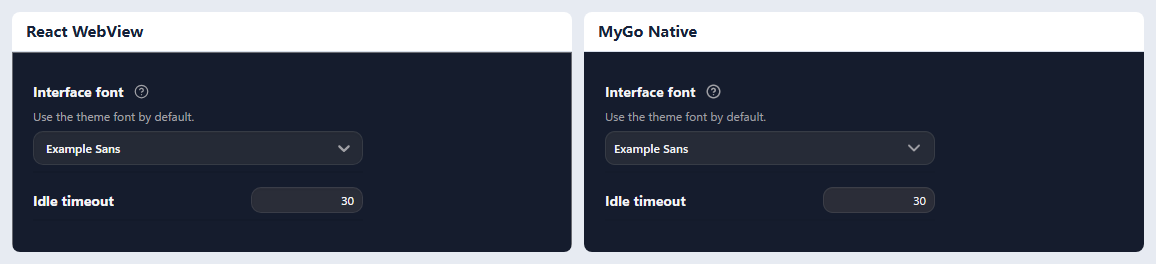 React WebView
Interface font
Use the theme font by default.
Example Sans
Idle timeout 30
MyGo Native
Interface font
Use the theme font by default.
Example Sans
Idle timeout 30